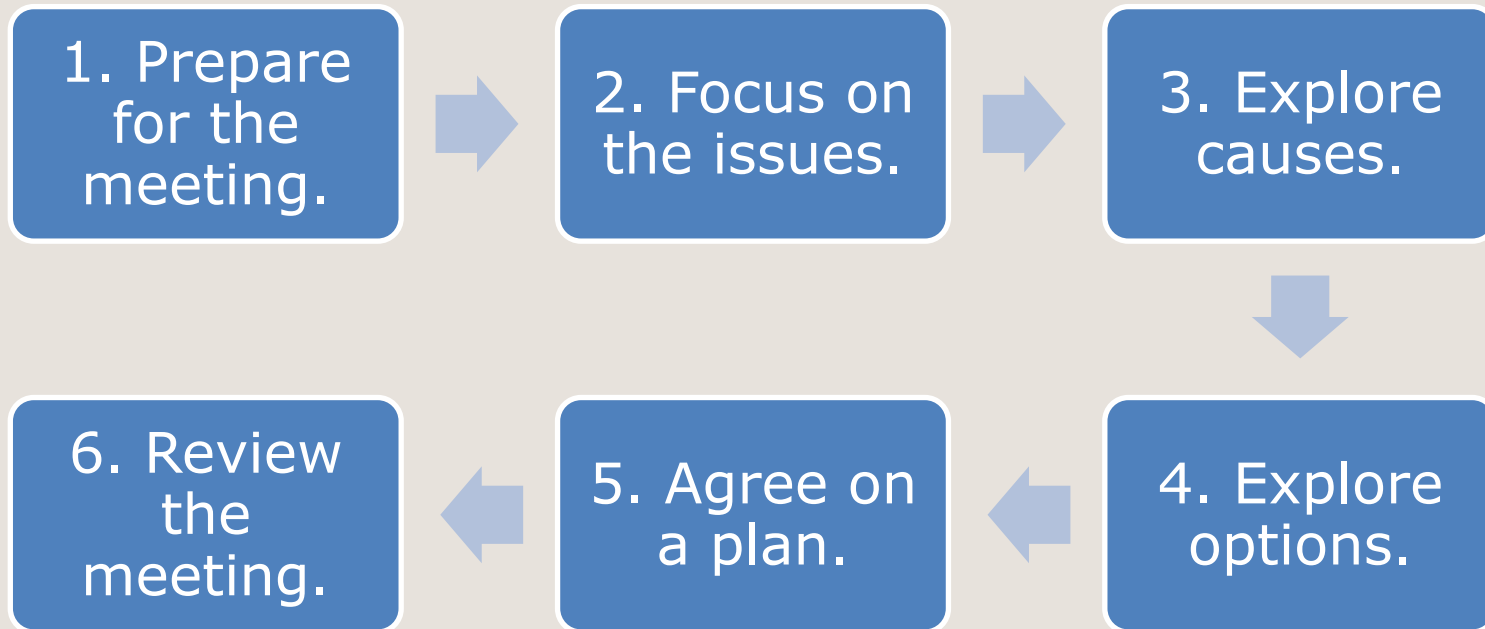 1. Prepare
for the
meeting.
2. Focus on
the issues.
3. Explore
causes.
4. Explore
options.
5. Agree on
a plan.
6. Review
the
meeting.